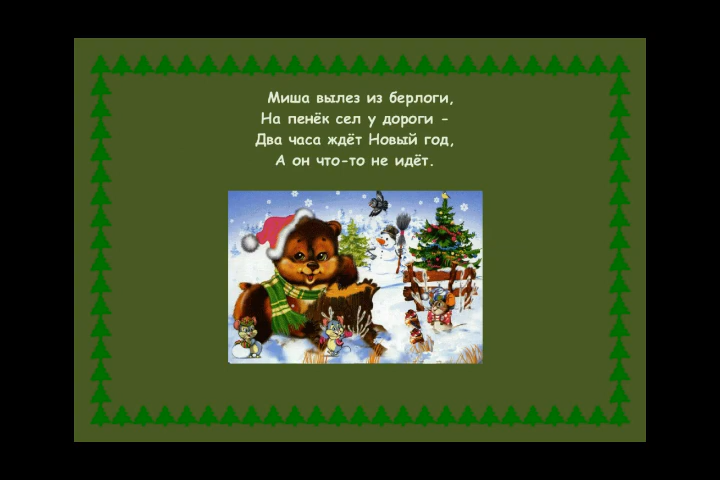 Миша вылез из берлоги,
На пенёк сел у дороги -
Два часа ждёт Новый год,
А он что-то не идёт.